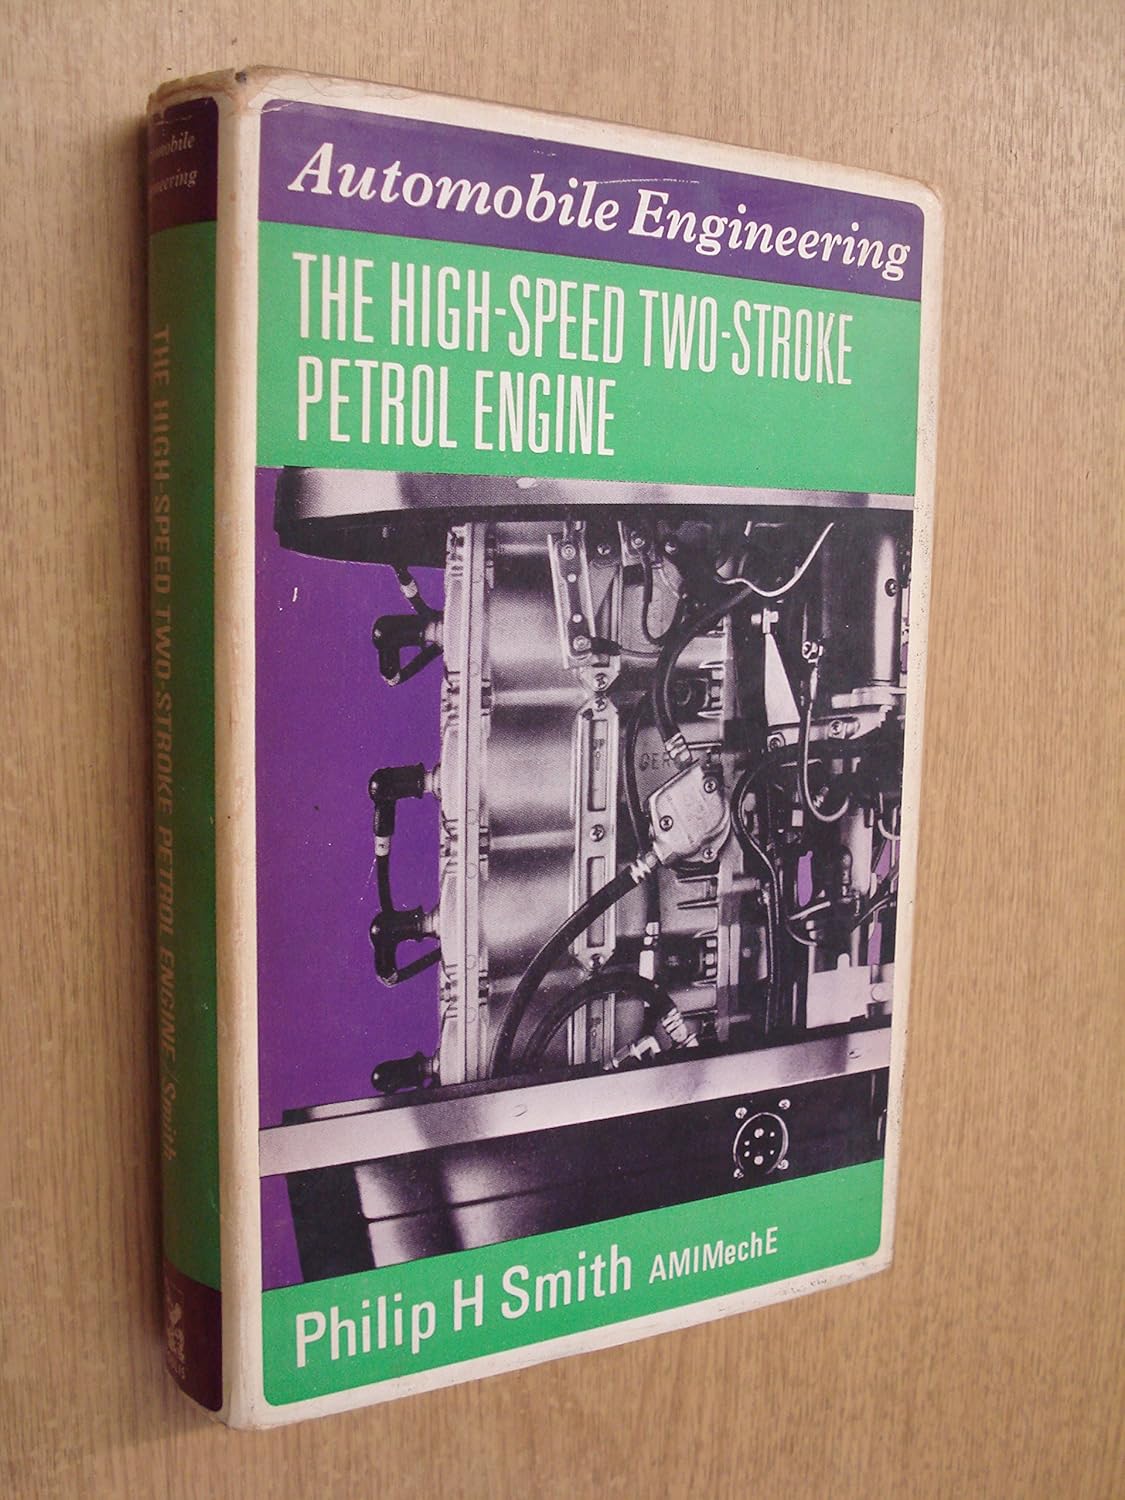 Automobile Engineering
THE HIGH-SPEED TWO-STROKE
PETROL ENGINE
Philip H Smith AMIMechE
THE HIGH-SPEED TWO-STROKE PETROL ENGINE/Smith